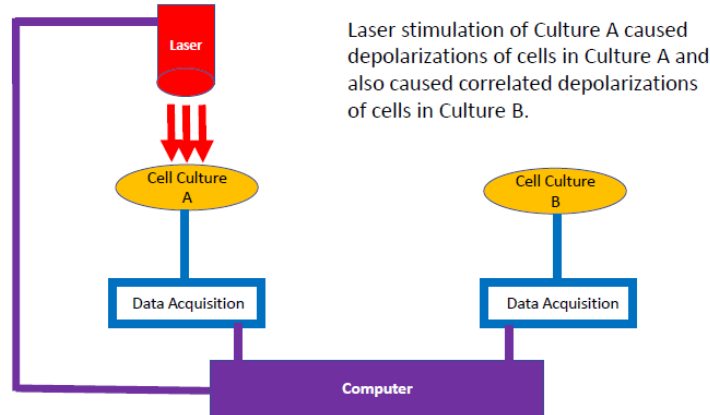 Laser
Laser stimulation of Culture A caused
depolarizations of cells in Culture A and
also caused correlated depolarizations
of cells in Culture B.
Cell Culture
A
Cell Culture
B
Data Acquisition
Data Acquisition
Computer